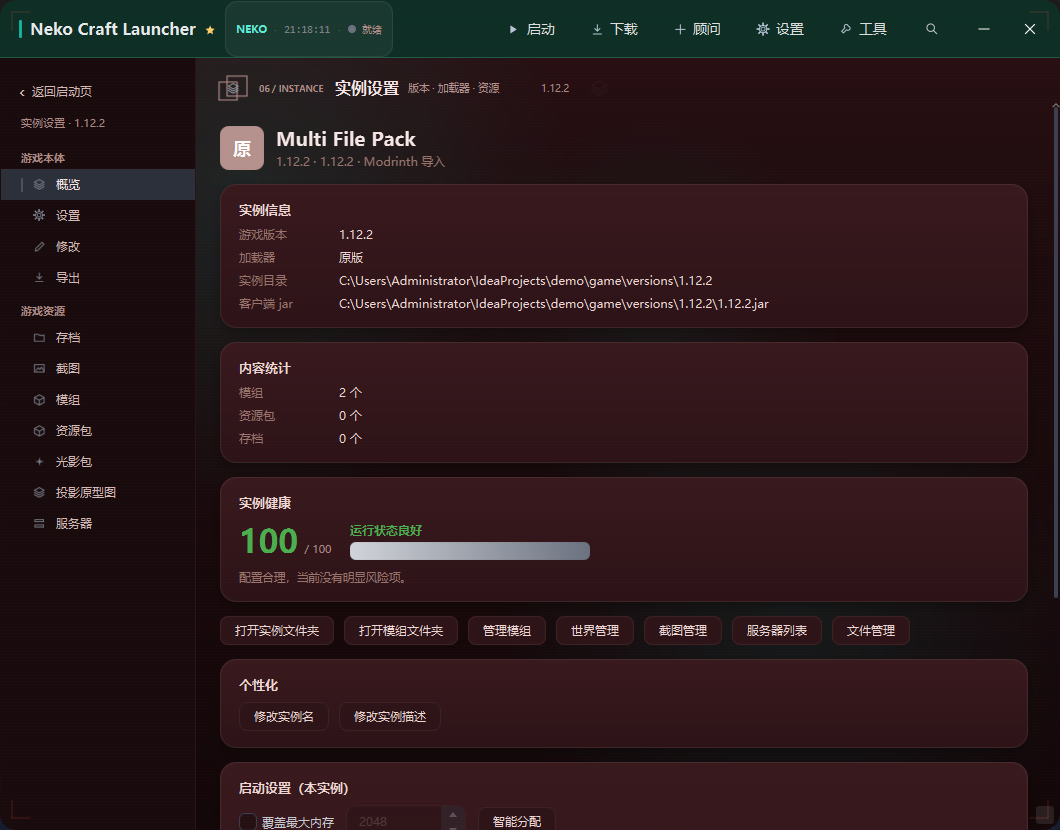 Neko Craft Launcher ★ NEKO · 21:18:11 · 就绪 启动 下载 顾问 设置 工具
返回启动页
实例设置 · 1.12.2
游戏本体
概览
设置
修改
导出
游戏资源
存档
截图
模组
资源包
光影包
投影原型图
服务器
06 / INSTANCE 实例设置 版本 · 加载器 · 资源 1.12.2
原
Multi File Pack
1.12.2 · 1.12.2 · Modrinth 导入
实例信息
游戏版本 1.12.2
加载器 原版
实例目录 C:\Users\Administrator\IdeaProjects\demo\game\versions\1.12.2
客户端 jar C:\Users\Administrator\IdeaProjects\demo\game\versions\1.12.2\1.12.2.jar
内容统计
模组 2 个
资源包 0 个
存档 0 个
实例健康
100 / 100 运行状态良好
配置合理，当前没有明显风险项。
打开实例文件夹 打开模组文件夹 管理模组 世界管理 截图管理 服务器列表 文件管理
个性化
修改实例名 修改实例描述
启动设置（本实例）
覆盖最大内存 2048 智能分配